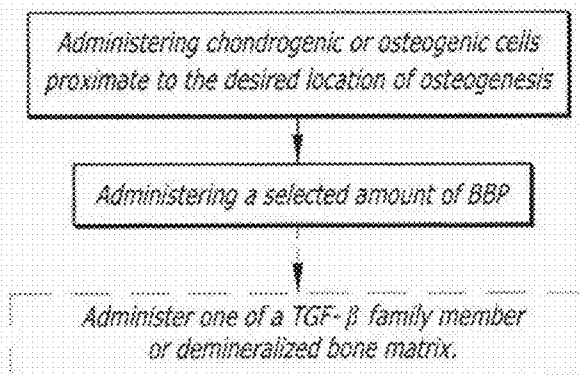 Administering chondrogenic or osteogenic cells
proximate to the desired location of osteogenesis
Administering a selected amount of BBP
Administer one of a TGF- β family member
or demineralized bone matrix.